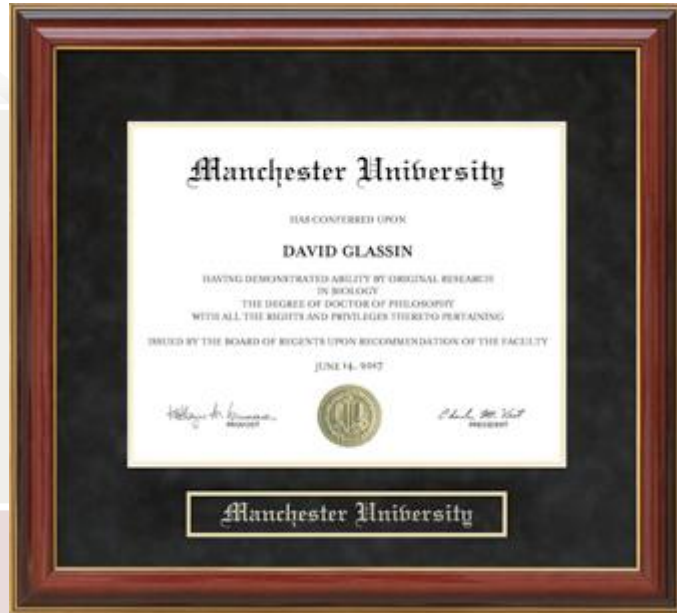 Manchester University
HAS CONFERRED UPON
DAVID GLASSIN
HAVING DEMONSTRATED ABILITY BY ORIGINAL RESEARCH
IN BIOLOGY
THE DEGREE OF DOCTOR OF PHILOSOPHY
WITH ALL THE RIGHTS AND PRIVILEGES THERETO PERTAINING
ISSUED BY THE BOARD OF REGENTS UPON RECOMMENDATION OF THE FACULTY
JUNE 14,
PROVOST
PRESIDENT
Manchester University